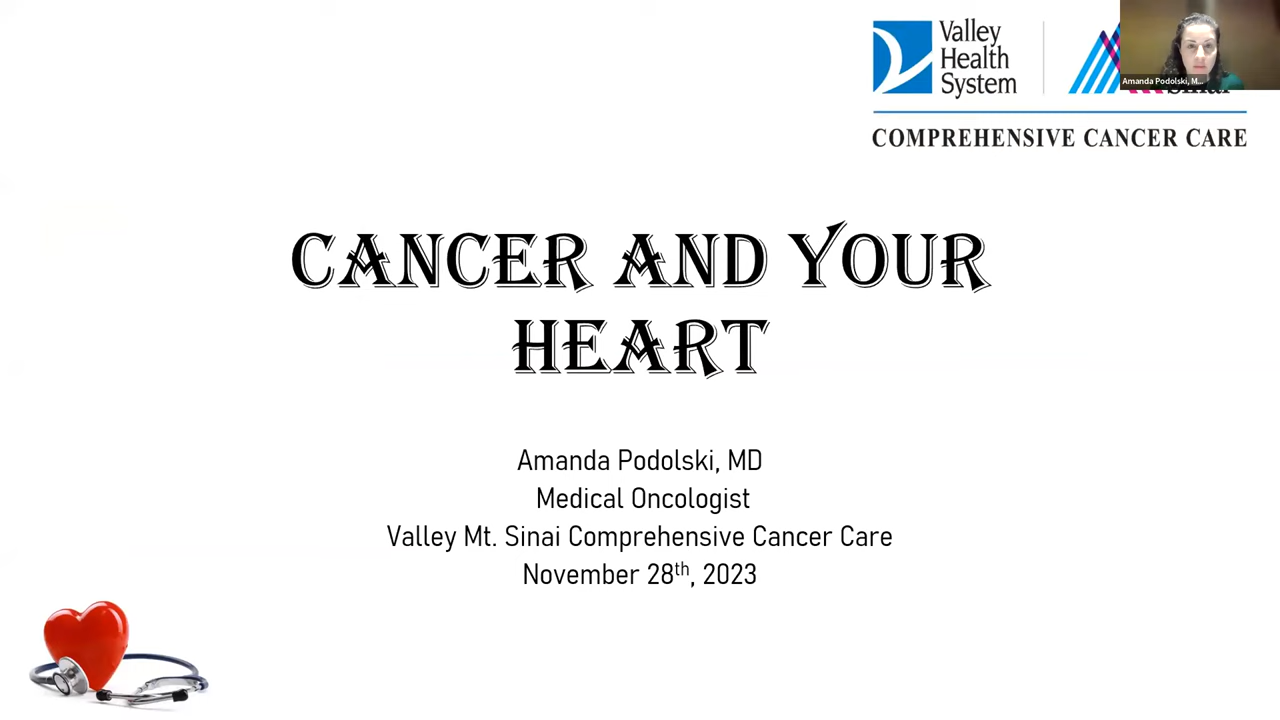 Valley
Health
System
Amanda Podolski, M...
Sinai
COMPREHENSIVE CANCER CARE
CANCER AND YOUR
HEART
Amanda Podolski, MD
Medical Oncologist
Valley Mt. Sinai Comprehensive Cancer Care
November 28th, 2023